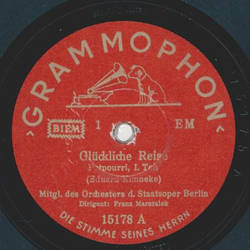 GRAMMOPHON
BIEM 1 EM
Glückliche Reise
Potpourri, I. Teil
(Eduard Künneke)
Mitgl. des Orchesters d. Staatsoper Berlin
Dirigent: Franz Marszalek
15178 A
DIE STIMME SEINES HERRN